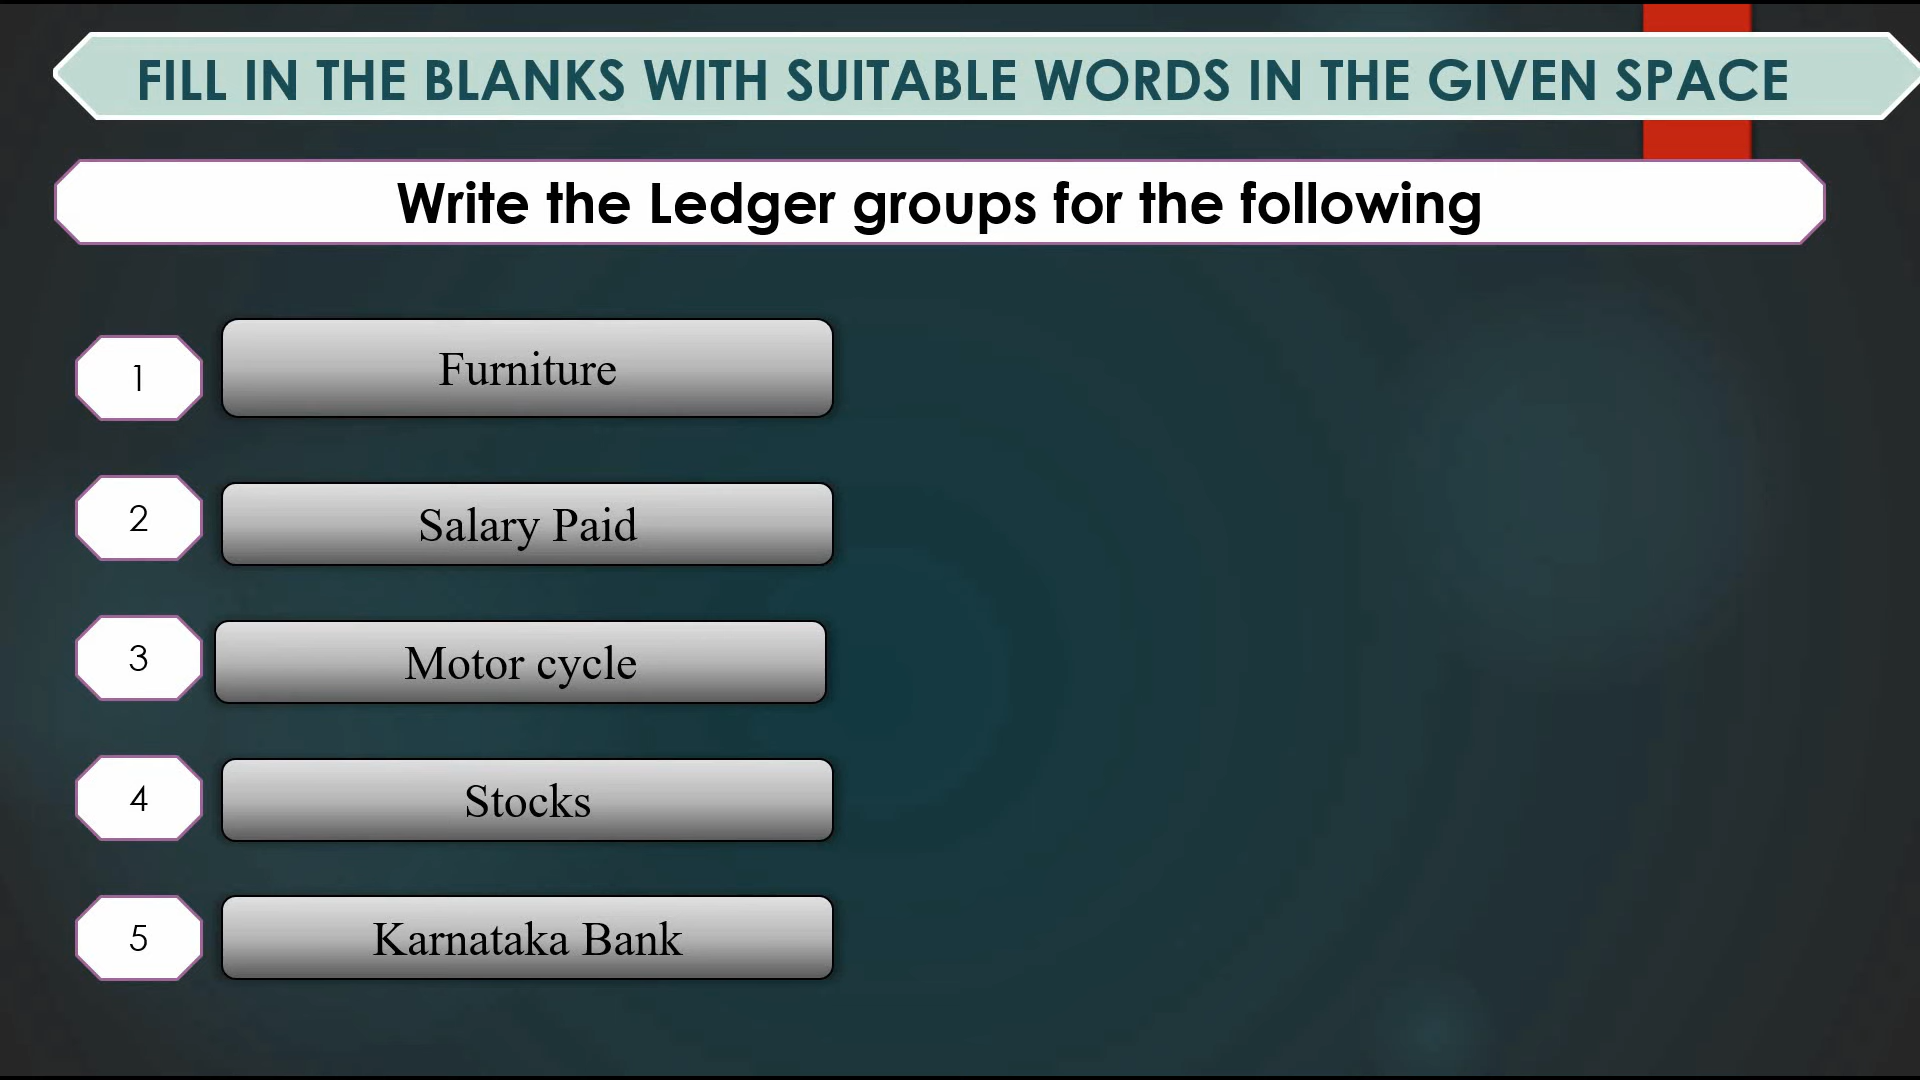 FILL IN THE BLANKS WITH SUITABLE WORDS IN THE GIVEN SPACE
Write the Ledger groups for the following
1 Furniture
2 Salary Paid
3 Motor cycle
4 Stocks
5 Karnataka Bank